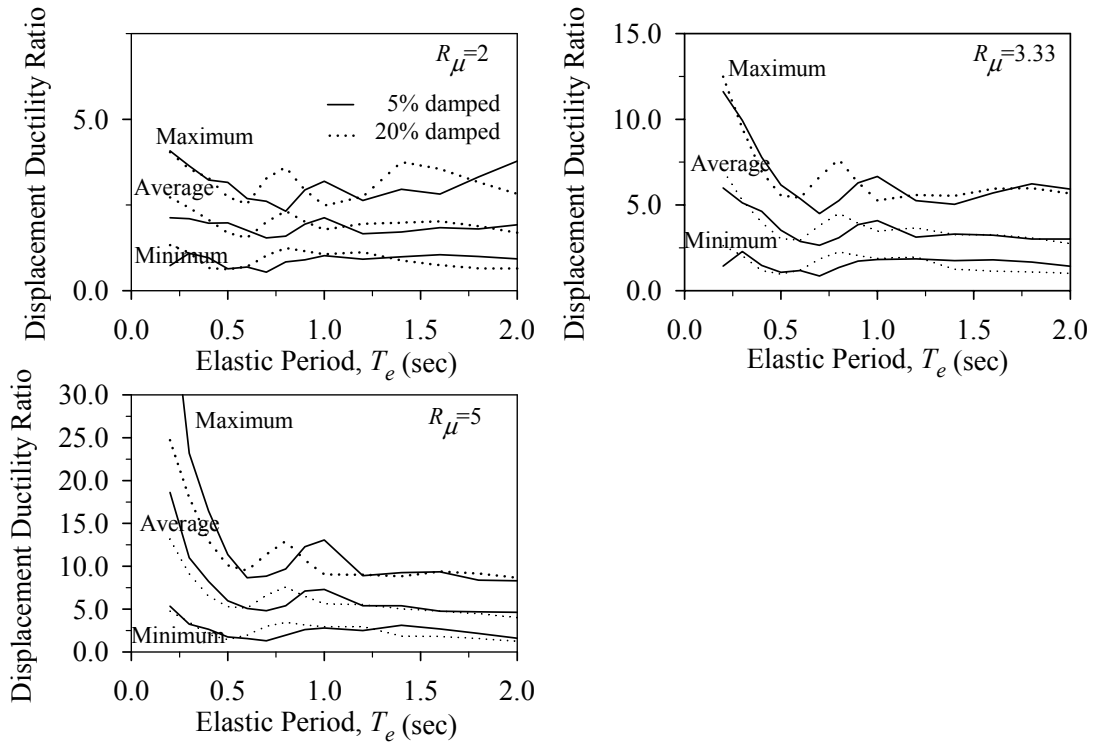 Displacement Ductility Ratio
5.0
0.0
R_μ=2
5% damped
20% damped
Maximum
Average
Minimum
0.0 0.5 1.0 1.5 2.0
Elastic Period, T_e (sec)
Displacement Ductility Ratio
15.0
10.0
5.0
0.0
R_μ=3.33
Maximum
Average
Minimum
0.0 0.5 1.0 1.5 2.0
Elastic Period, T_e (sec)
Displacement Ductility Ratio
30.0
25.0
20.0
15.0
10.0
5.0
0.0
R_μ=5
Maximum
Average
Minimum
0.0 0.5 1.0 1.5 2.0
Elastic Period, T_e (sec)